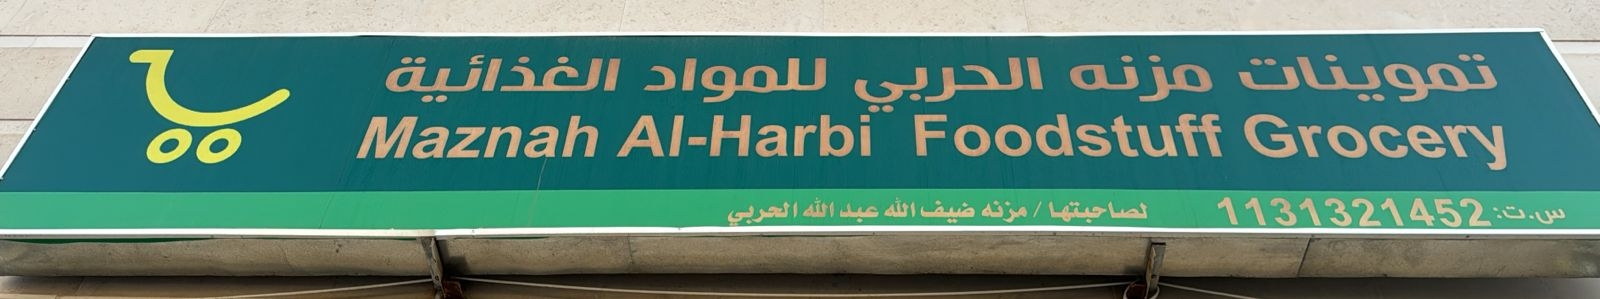 تموينات مزنه الحربي للمواد الغذائية
Maznah Al-Harbi Foodstuff Grocery
س.ت: 1131321452 لصاحبتها / مزنه ضيف الله عبد الله الحربي